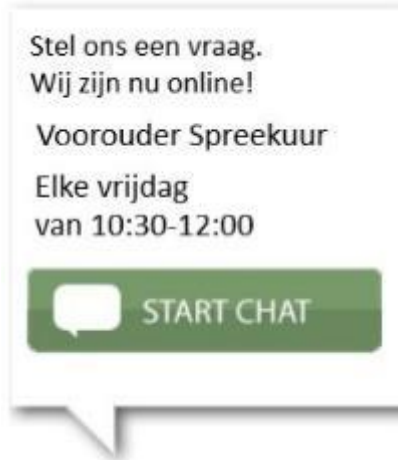 Stel ons een vraag.
Wij zijn nu online!
Voorouder Spreekuur
Elke vrijdag
van 10:30-12:00
START CHAT